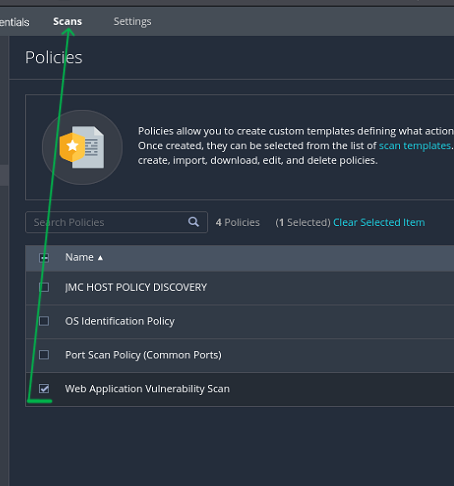 entials Scans Settings
Policies
Policies allow you to create custom templates defining what action
Once created, they can be selected from the list of scan templates.
create, import, download, edit, and delete policies.
Search Policies 4 Policies (1 Selected) Clear Selected Item
Name ▲
JMC HOST POLICY DISCOVERY
OS Identification Policy
Port Scan Policy (Common Ports)
Web Application Vulnerability Scan